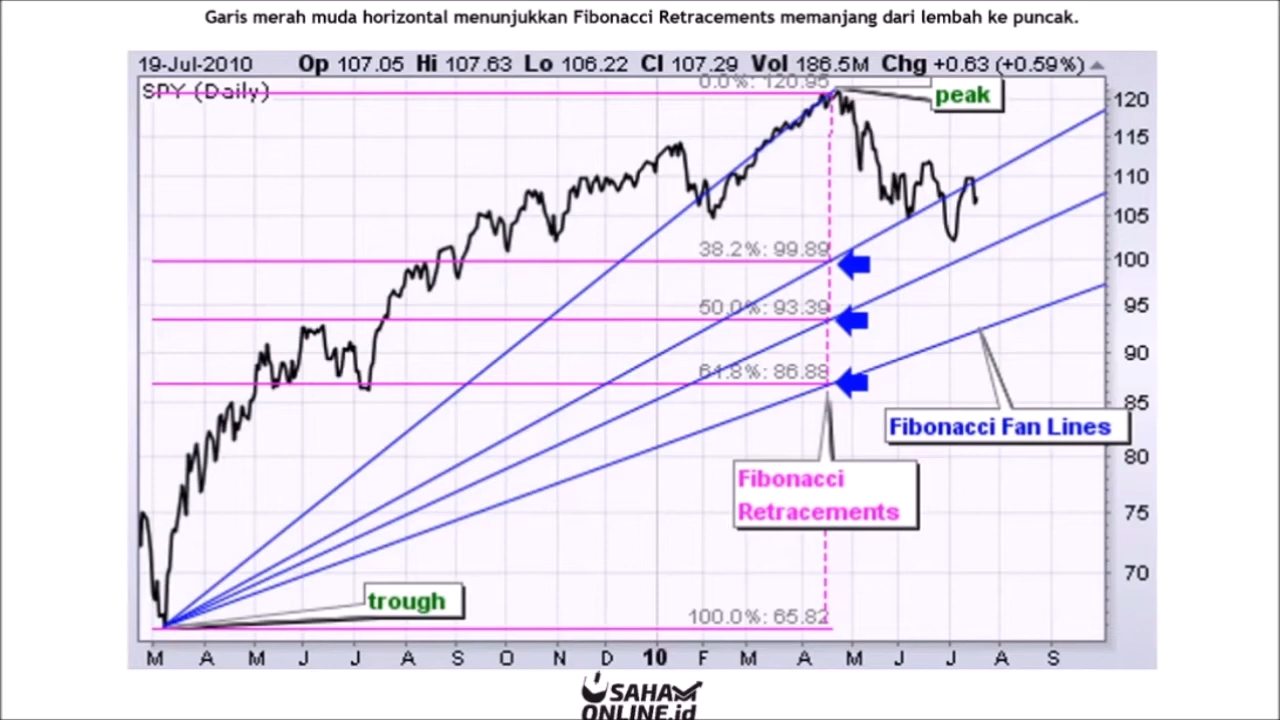 Garis merah muda horizontal menunjukkan Fibonacci Retracements memanjang dari lembah ke puncak.
19-Jul-2010 Op 107.05 Hi 107.63 Lo 106.22 Cl 107.29 Vol 186.5M Chg +0.63 (+0.59%)
SPY (Daily)
0.0%: 120.95
peak
120
115
110
105
38.2%: 99.89
100
50.0%: 93.39
95
90
61.8%: 86.88
85
Fibonacci Fan Lines
80
Fibonacci
Retracements
75
70
trough
100.0%: 65.82
M A M J J A S O N D 10 F M A M J J A S
SAHAM
ONLINE.id